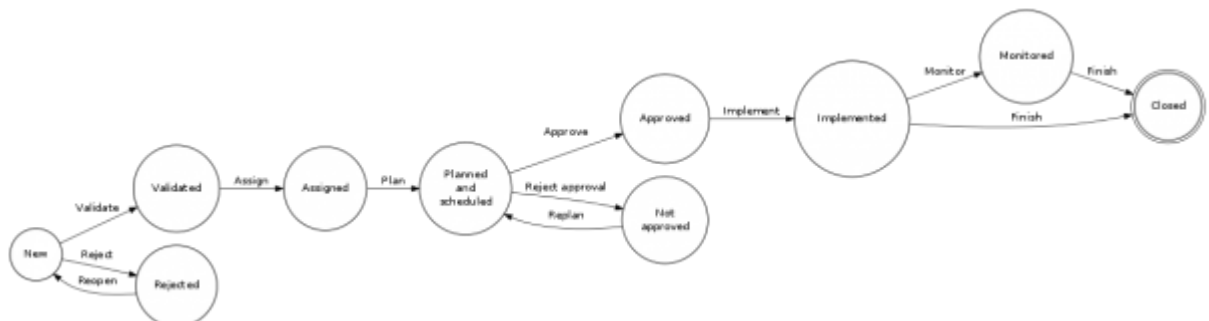 New
Validate
Reject
Reopen
Validated
Rejected
Assign
Assigned
Plan
Planned
and
scheduled
Approve
Reject approval
Replan
Approved
Not
approved
Implement
Implemented
Monitor
Finish
Monitored
Finish
Closed